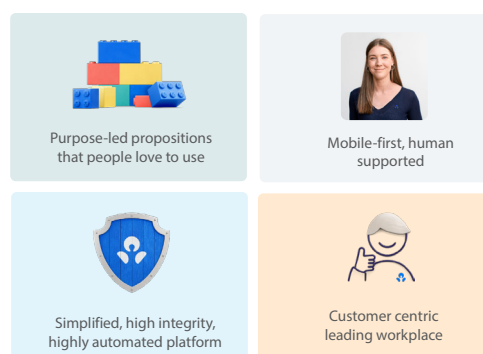 Purpose-led propositions
that people love to use
Mobile-first, human
supported
Simplified, high integrity,
highly automated platform
Customer centric
leading workplace